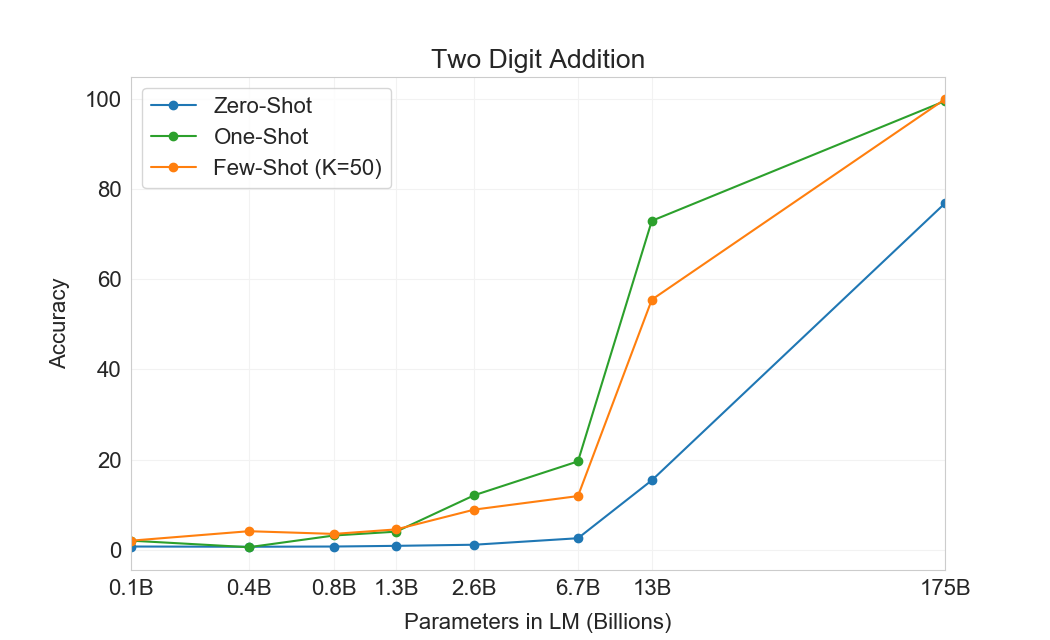 Two Digit Addition
Zero-Shot
One-Shot
Few-Shot (K=50)
100
80
60
40
20
0
Accuracy
0.1B 0.4B 0.8B 1.3B 2.6B 6.7B 13B 175B
Parameters in LM (Billions)